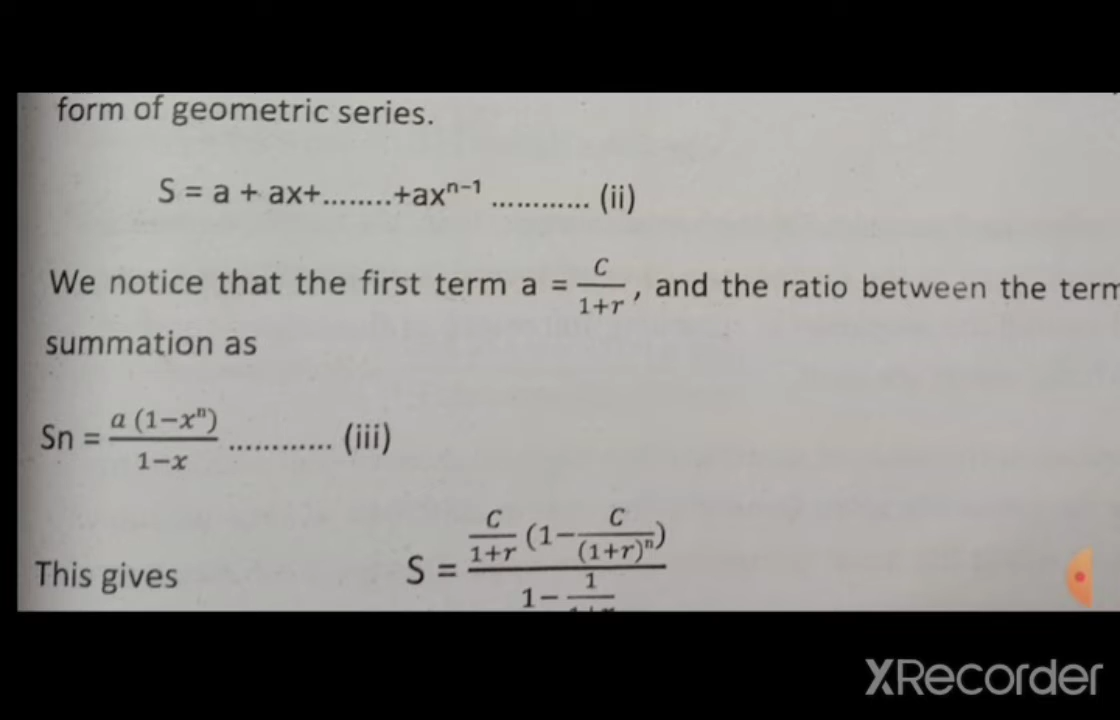 form of geometric series.
S = a + ax+........+axⁿ⁻¹ ............ (ii)
We notice that the first term a = C/1+r, and the ratio between the term
summation as
Sn = a (1−xⁿ)/1−x ............ (iii)
This gives S = C/1+r (1−C/(1+r)ⁿ)/1−1/
XRecorder